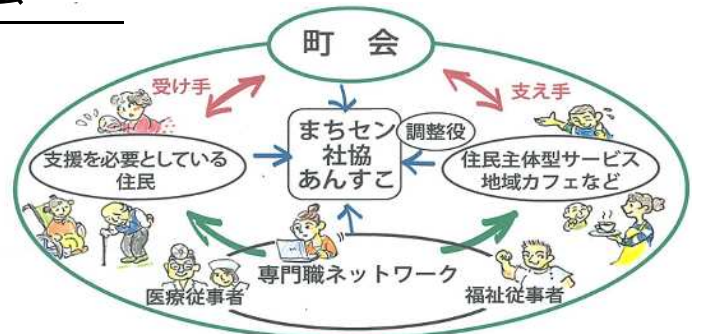 町 会
受け手
支え手
まちセン
社協
あんすこ
調整役
支援を必要としている
住民
住民主体型サービス
地域カフェなど
専門職ネットワーク
医療従事者
福祉従事者